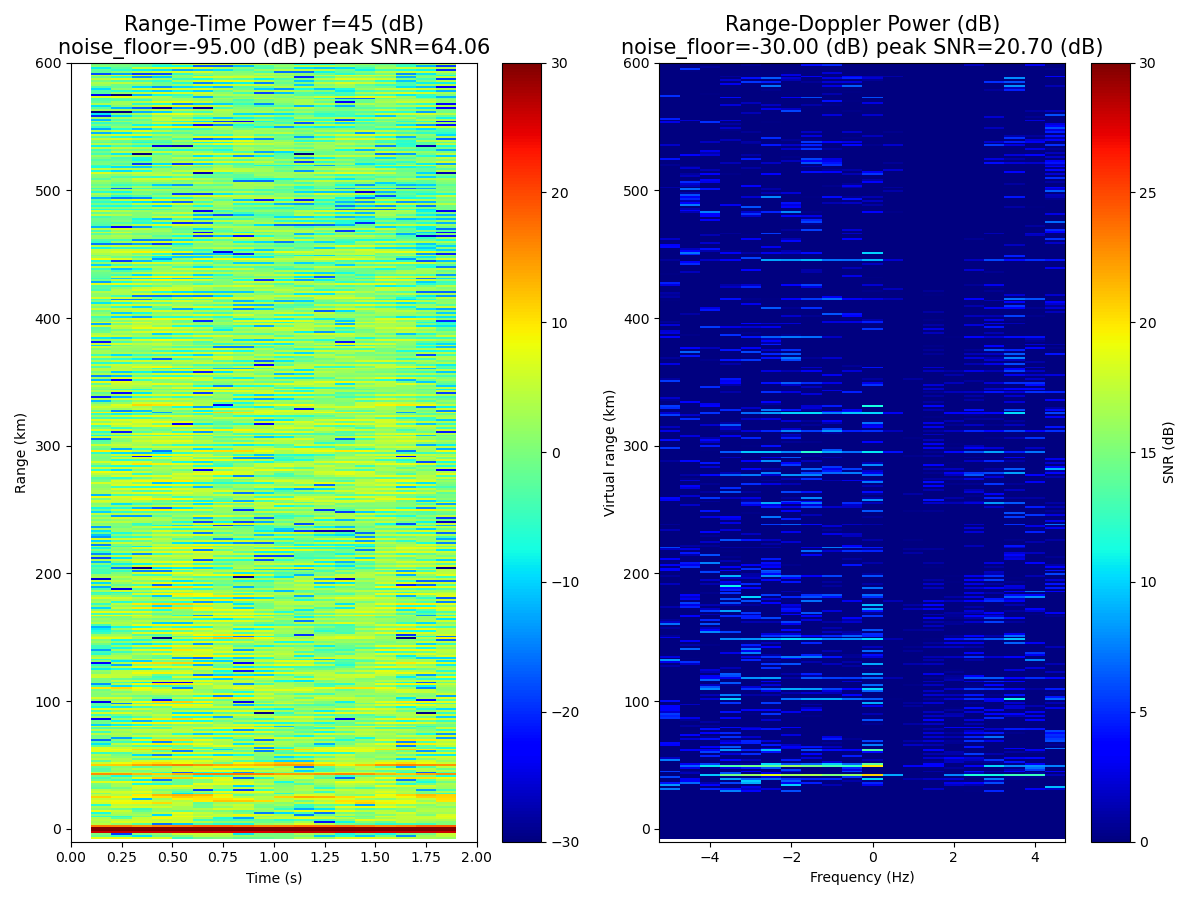 Range-Time Power f=45 (dB)
noise_floor=-95.00 (dB) peak SNR=64.06
600
500
400
300
200
100
0
Range (km)
0.00 0.25 0.50 0.75 1.00 1.25 1.50 1.75 2.00
Time (s)
30
20
10
0
−10
−20
−30
Range-Doppler Power (dB)
noise_floor=-30.00 (dB) peak SNR=20.70 (dB)
600
500
400
300
200
100
0
Virtual range (km)
−4 −2 0 2 4
Frequency (Hz)
30
25
20
15
10
5
0
SNR (dB)